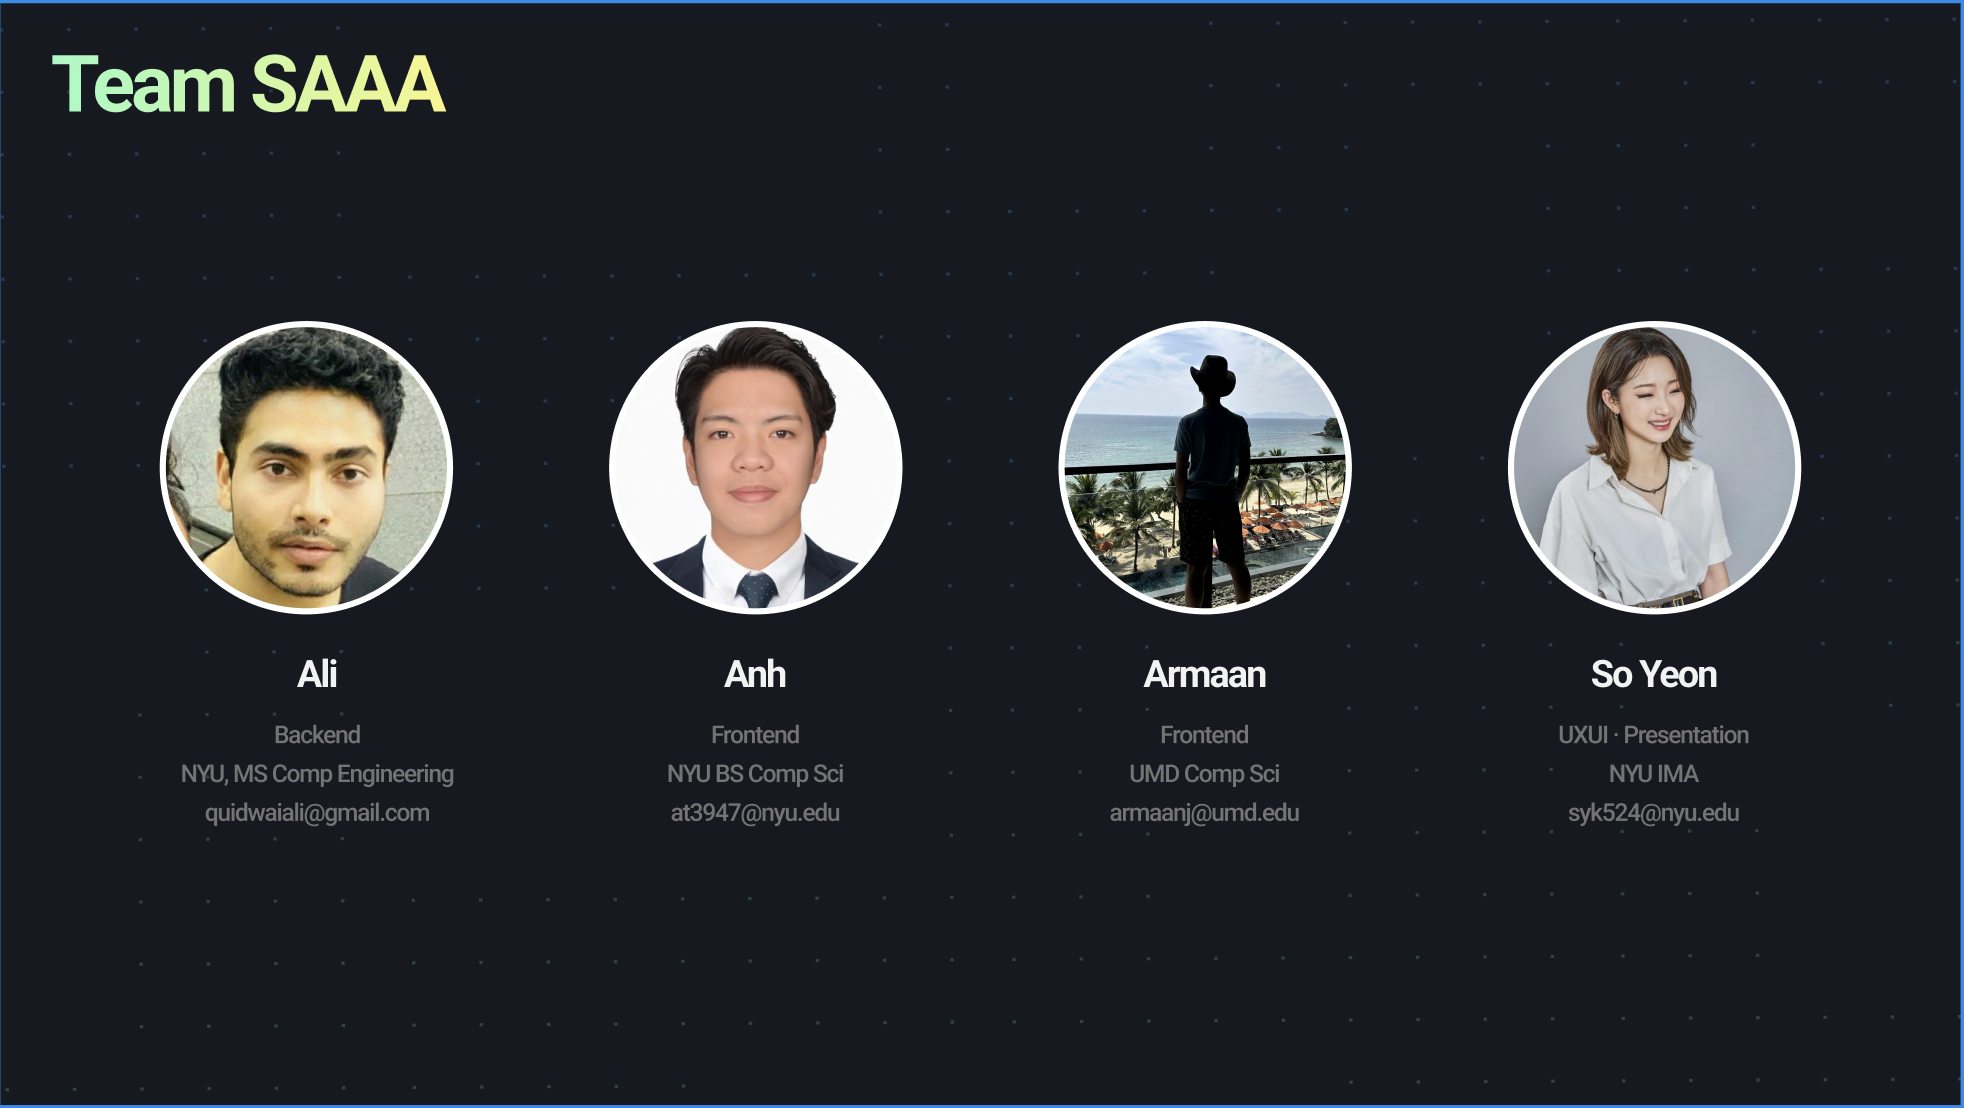 Team SAAA
Ali
Backend
NYU, MS Comp Engineering
quidwaiali@gmail.com
Anh
Frontend
NYU BS Comp Sci
at3947@nyu.edu
Armaan
Frontend
UMD Comp Sci
armaanj@umd.edu
So Yeon
UXUI · Presentation
NYU IMA
syk524@nyu.edu